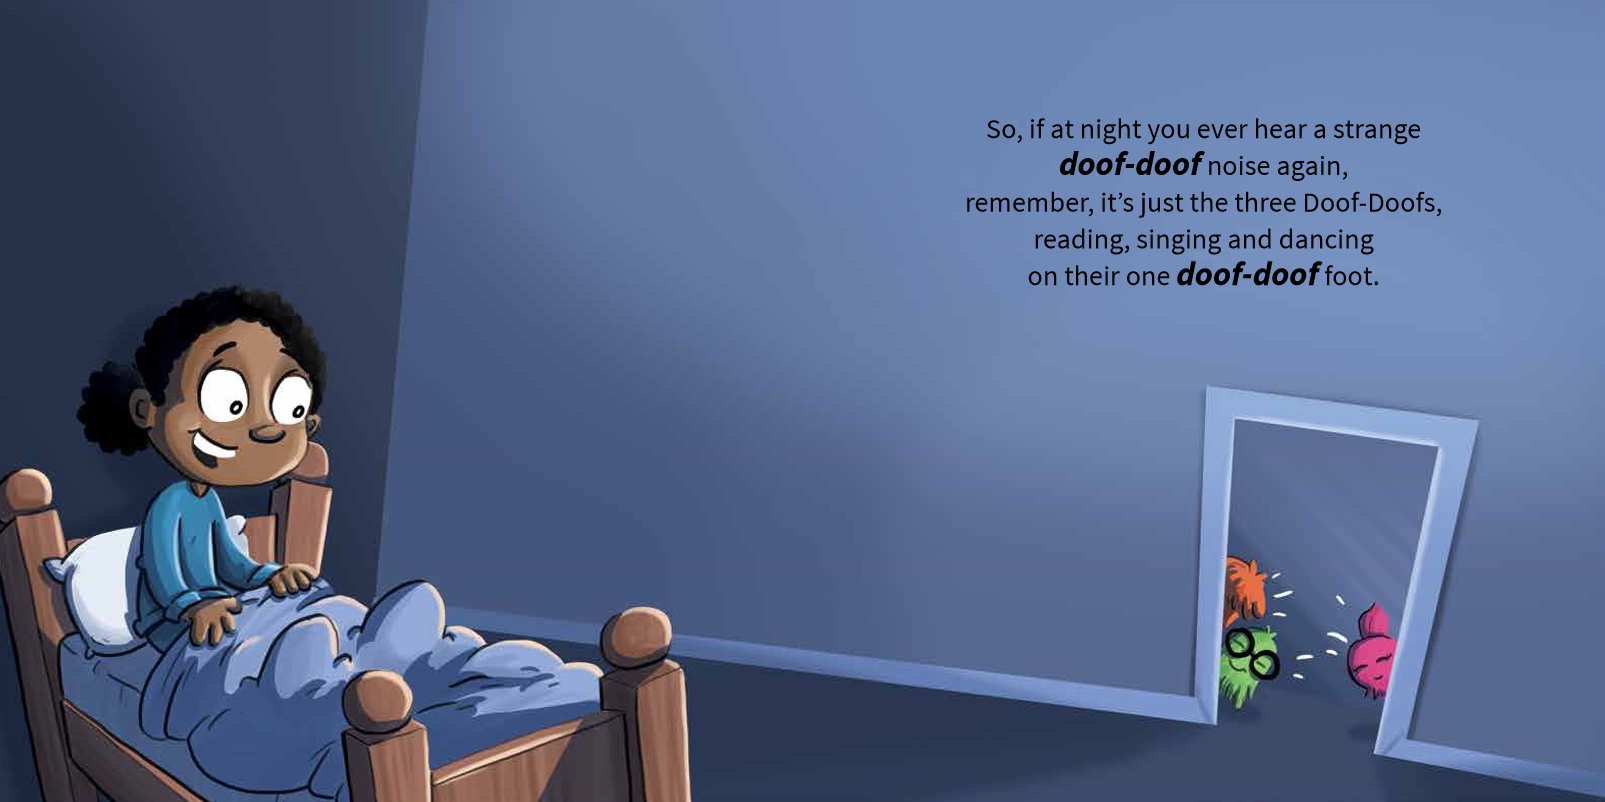 So, if at night you ever hear a strange
doof-doof noise again,
remember, it’s just the three Doof-Doofs,
reading, singing and dancing
on their one doof-doof foot.